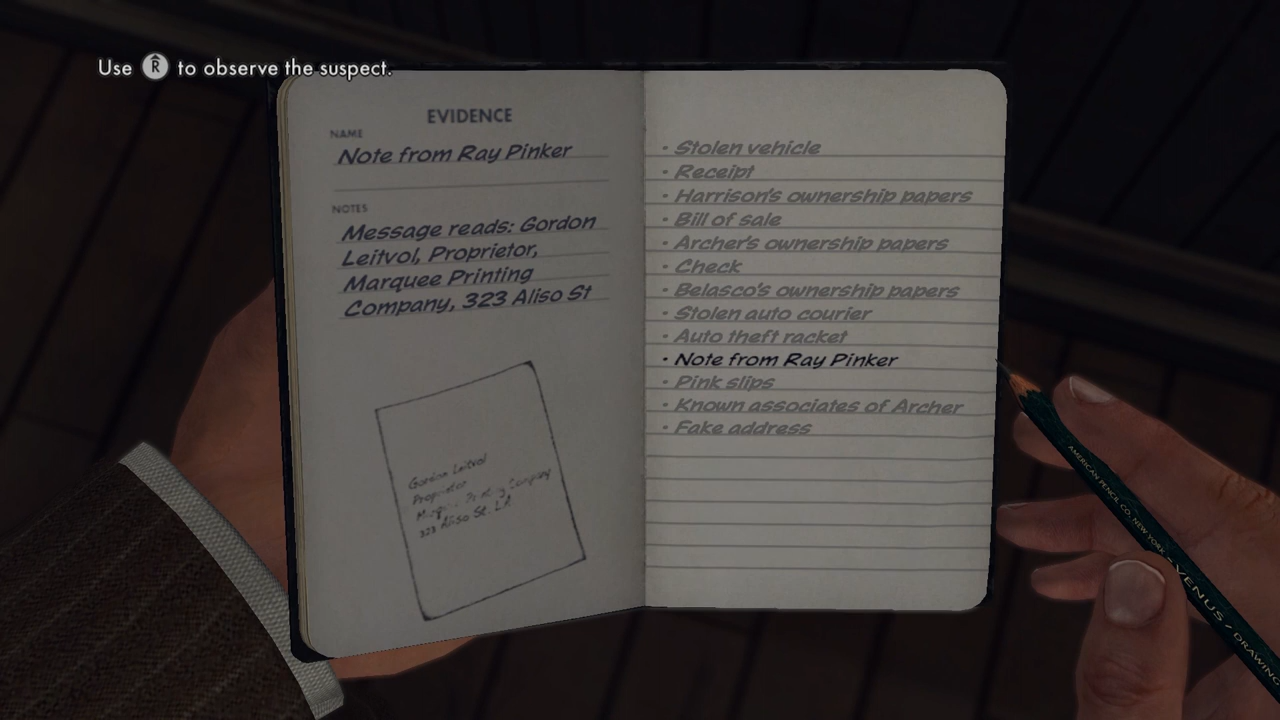 Use R to observe the suspect.
EVIDENCE
NAME
Note from Ray Pinker
NOTES
Message reads: Gordon
Leitvol, Proprietor,
Marquee Printing
Company, 323 Aliso St
Gordon Leitvol
Proprietor
Company
323 Aliso St. LA
· Stolen vehicle
· Receipt
· Harrison's ownership papers
· Bill of sale
· Archer's ownership papers
· Check
· Belasco's ownership papers
· Stolen auto courier
· Auto theft racket
· Note from Ray Pinker
· Pink slips
· Known associates of Archer
· Fake address
AMERICAN PENCIL CO. NEW YORK VENUS / DRAWING